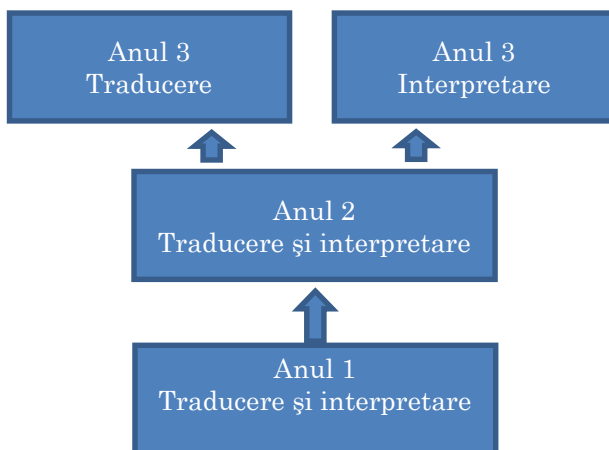 Anul 3
Traducere
Anul 3
Interpretare
Anul 2
Traducere şi interpretare
Anul 1
Traducere şi interpretare